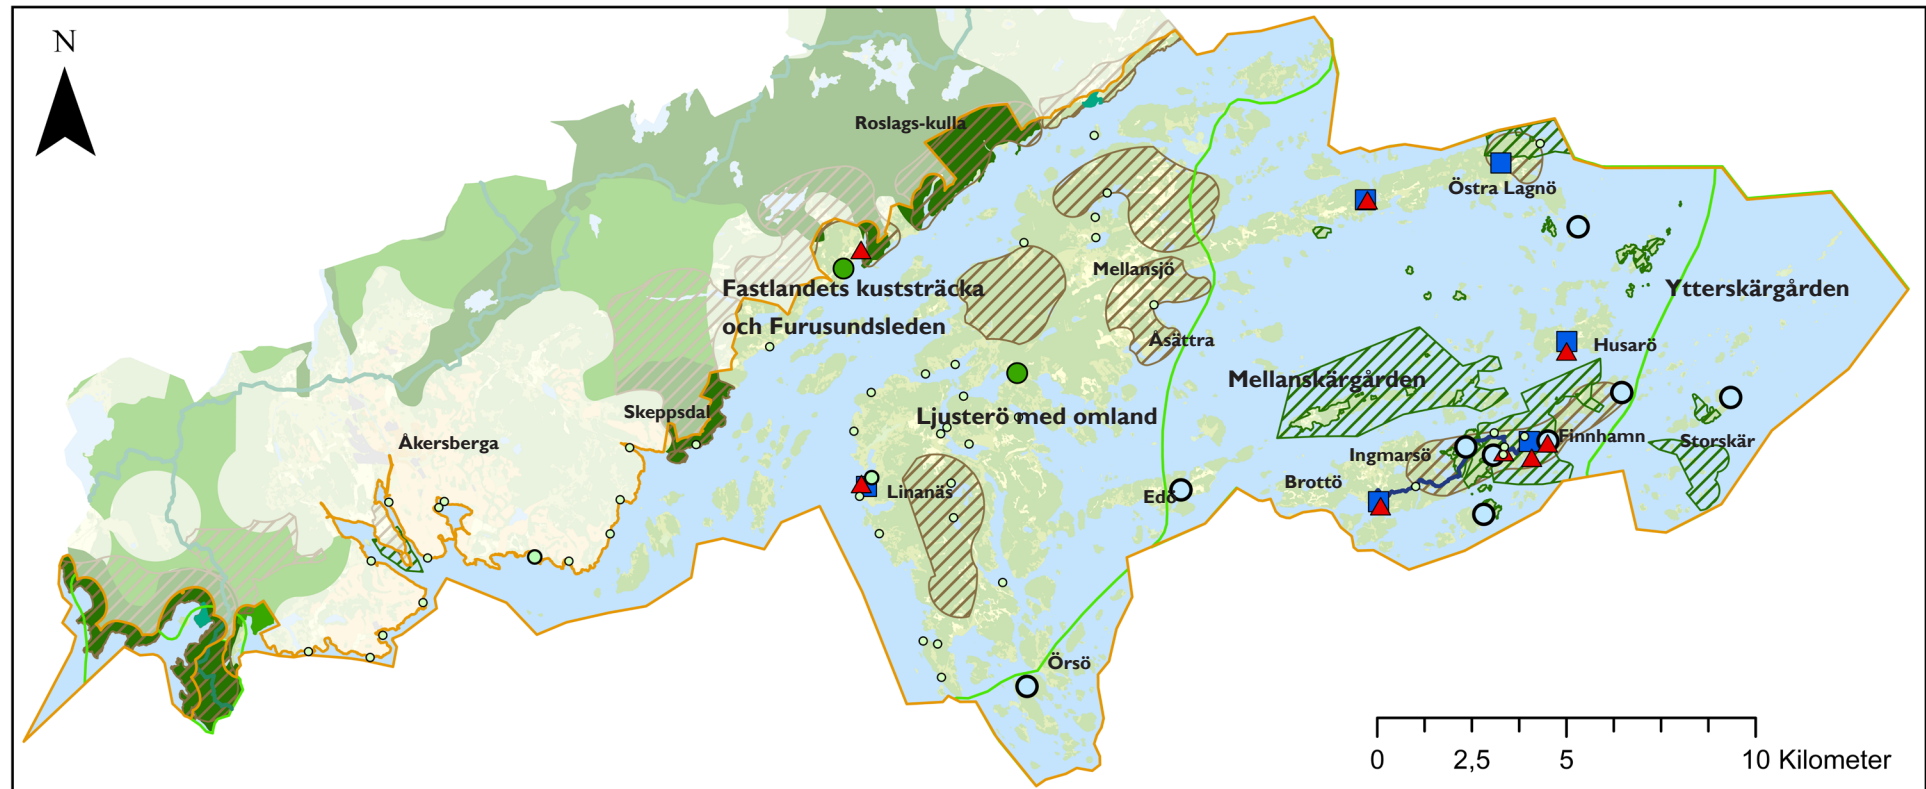 N
Roslags-kulla
Östra Lagnö
Mellansjö
Fastlandets kuststräcka
och Furusundsleden
Ytterskärgården
Åsättra
Husarö
Mellanskärgården
Skeppsdal
Ljusterö med omland
Åkersberga
Finnhamn
Storskär
Ingmarsö
Brottö
Linanäs
Edö
Örsö
0 2,5 5 10 Kilometer